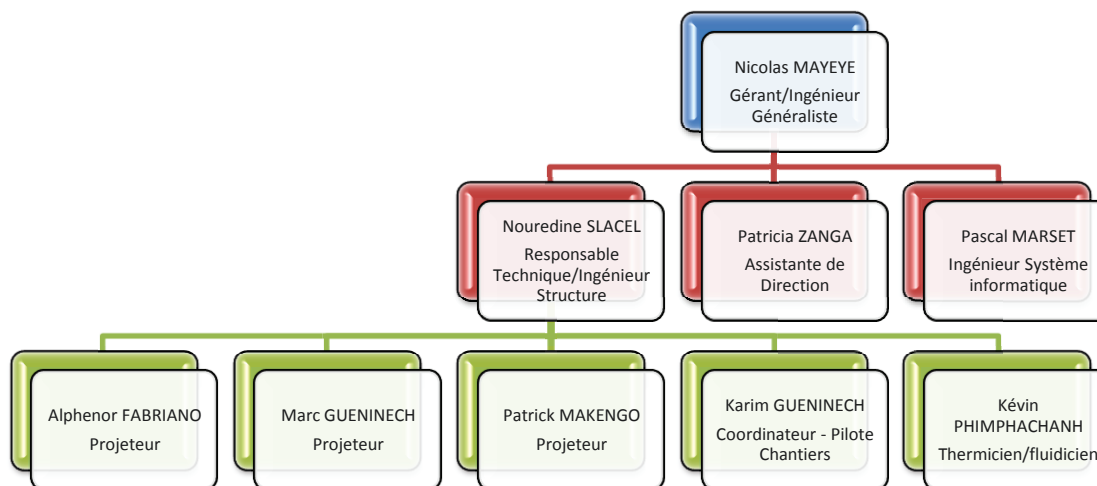 Nicolas MAYEYE
Gérant/Ingénieur
Généraliste
Nouredine SLACEL
Responsable
Technique/Ingénieur
Structure
Patricia ZANGA
Assistante de
Direction
Pascal MARSET
Ingénieur Système
informatique
Alphenor FABRIANO
Projeteur
Marc GUENINECH
Projeteur
Patrick MAKENGO
Projeteur
Karim GUENINECH
Coordinateur - Pilote
Chantiers
Kévin
PHIMPHACHANH
Thermicien/fluidicien